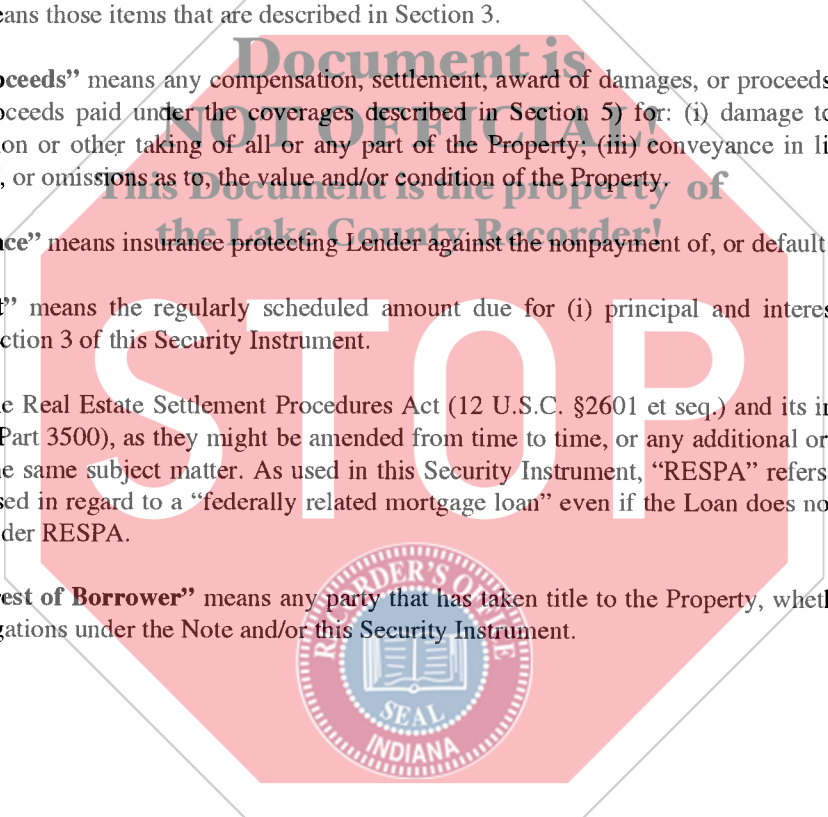 eans those items that are described in Section 3.
Document is
oceeds” means any compensation, settlement, award of damages, or proceeds
oceeds paid under the coverages described in Section 5) for: (i) damage to
NOT OFFICIAL!
ion or other taking of all or any part of the Property; (iii) conveyance in li
, or omissions as to, the value and/or condition of the Property.
This Document is the property of
the Lake County Recorder!
nce” means insurance protecting Lender against the nonpayment of, or default
t” means the regularly scheduled amount due for (i) principal and interes
ction 3 of this Security Instrument.
STOP
e Real Estate Settlement Procedures Act (12 U.S.C. §2601 et seq.) and its i
Part 3500), as they might be amended from time to time, or any additional or
e same subject matter. As used in this Security Instrument, “RESPA” refers
sed in regard to a “federally related mortgage loan” even if the Loan does no
der RESPA.
rest of Borrower” means any party that has taken title to the Property, wheth
gations under the Note and/or this Security Instrument.
RECORDER'S OFFICE
SEAL
INDIANA